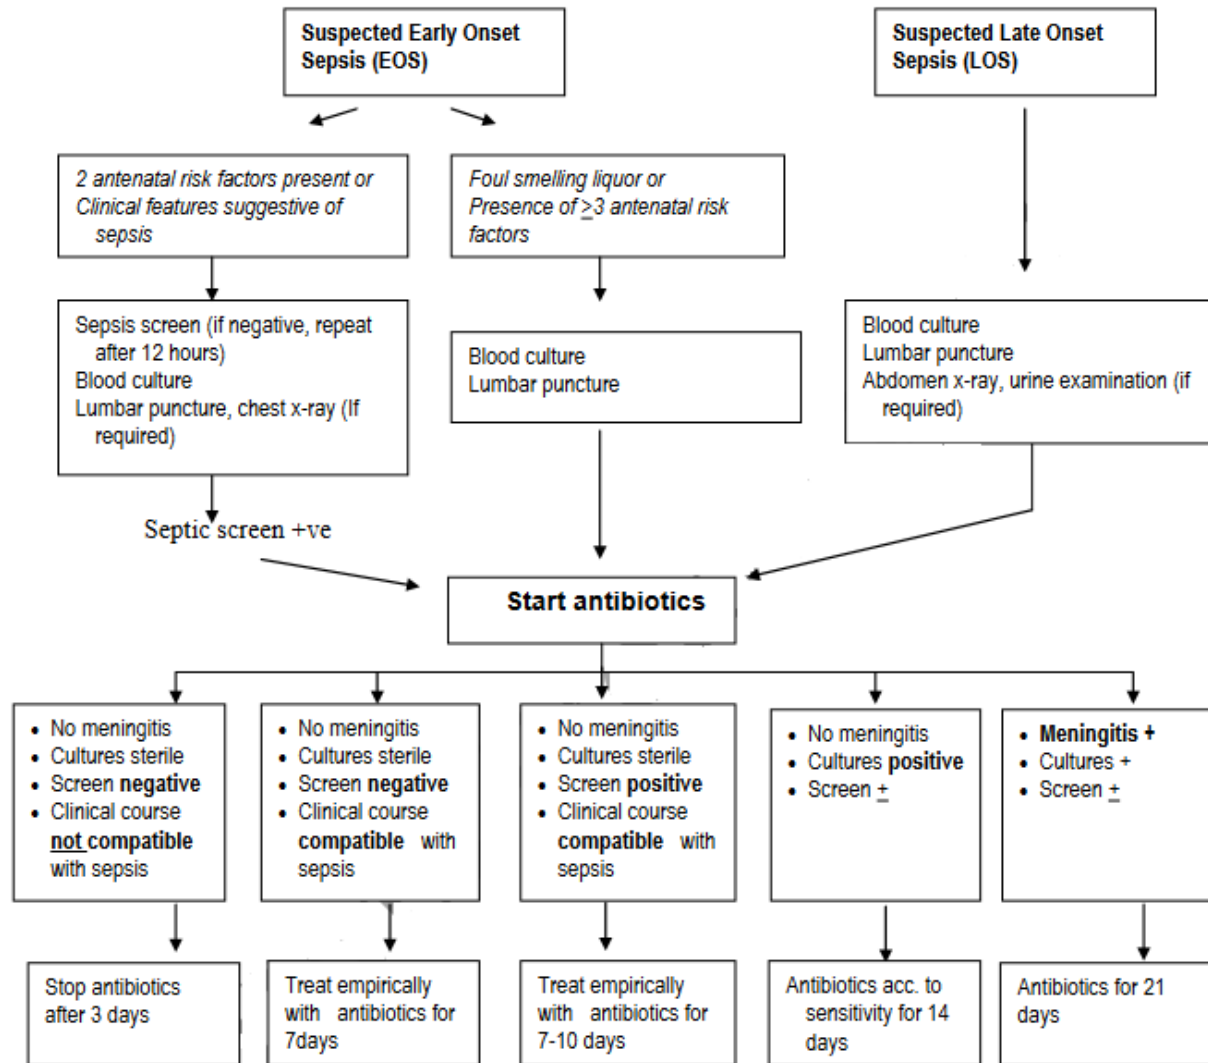 Suspected Early Onset
Sepsis (EOS)
Suspected Late Onset
Sepsis (LOS)
2 antenatal risk factors present or
Clinical features suggestive of
sepsis
Foul smelling liquor or
Presence of ≥3 antenatal risk
factors
Sepsis screen (if negative, repeat
after 12 hours)
Blood culture
Lumbar puncture, chest x-ray (If
required)
Blood culture
Lumbar puncture
Blood culture
Lumbar puncture
Abdomen x-ray, urine examination (if
required)
Septic screen +ve
Start antibiotics
• No meningitis
• Cultures sterile
• Screen negative
• Clinical course
not compatible
with sepsis
• No meningitis
• Cultures sterile
• Screen negative
• Clinical course
compatible with
sepsis
• No meningitis
• Cultures sterile
• Screen positive
• Clinical course
compatible with
sepsis
• No meningitis
• Cultures positive
• Screen ±
• Meningitis +
• Cultures +
• Screen ±
Stop antibiotics
after 3 days
Treat empirically
with antibiotics for
7days
Treat empirically
with antibiotics for
7-10 days
Antibiotics acc. to
sensitivity for 14
days
Antibiotics for 21
days